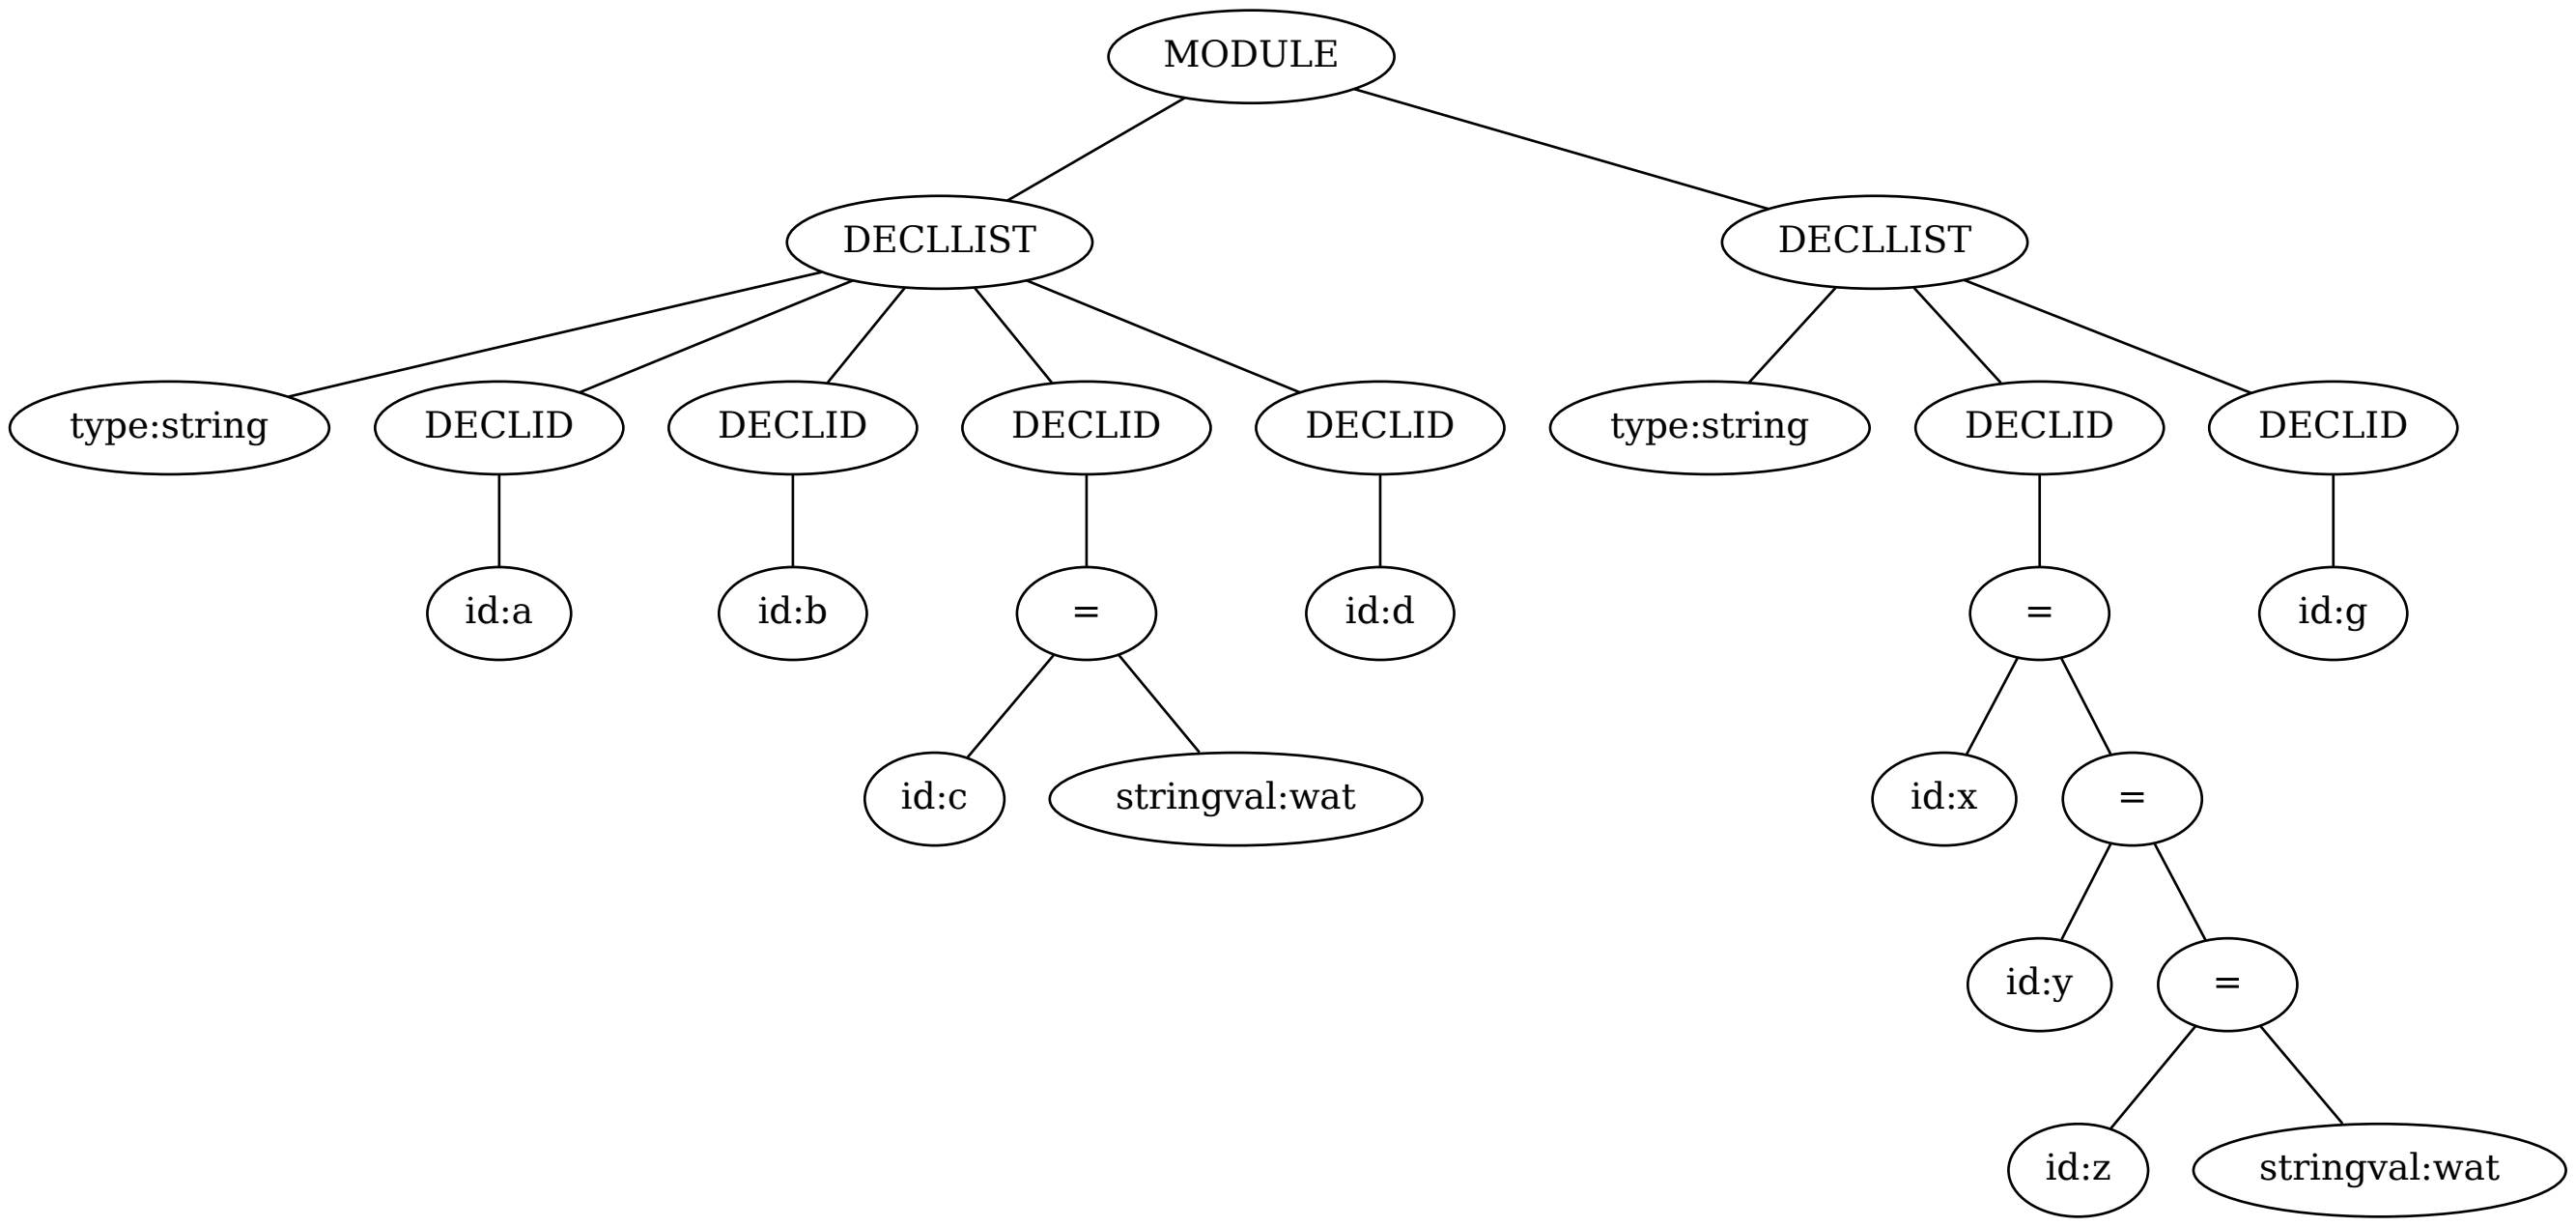 MODULE
DECLLIST DECLLIST
type:string DECLID DECLID DECLID DECLID type:string DECLID DECLID
id:a id:b = id:d = id:g
id:c stringval:wat id:x =
id:y =
id:z stringval:wat